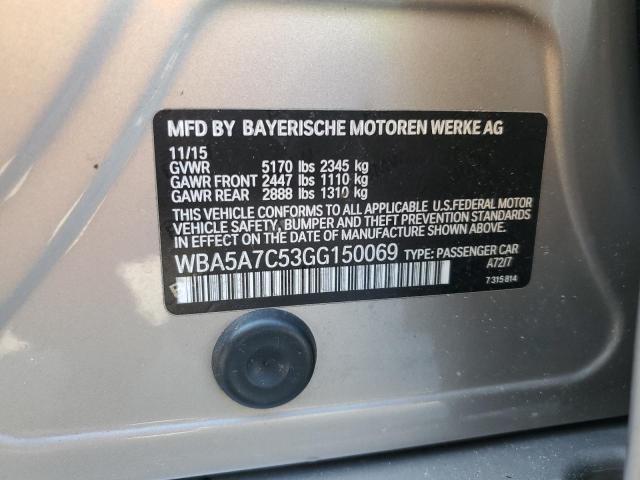 MFD BY BAYERISCHE MOTOREN WERKE AG
11/15
GVWR 5170 lbs 2345 kg
GAWR FRONT 2447 lbs 1110 kg
GAWR REAR 2888 lbs 1310 kg
THIS VEHICLE CONFORMS TO ALL APPLICABLE U.S.FEDERAL MOTOR
VEHICLE SAFETY, BUMPER AND THEFT PREVENTION STANDARDS
IN EFFECT ON THE DATE OF MANUFACTURE SHOWN ABOVE.
WBA5A7C53GG150069 TYPE: PASSENGER CAR
A72/7
7 315 814